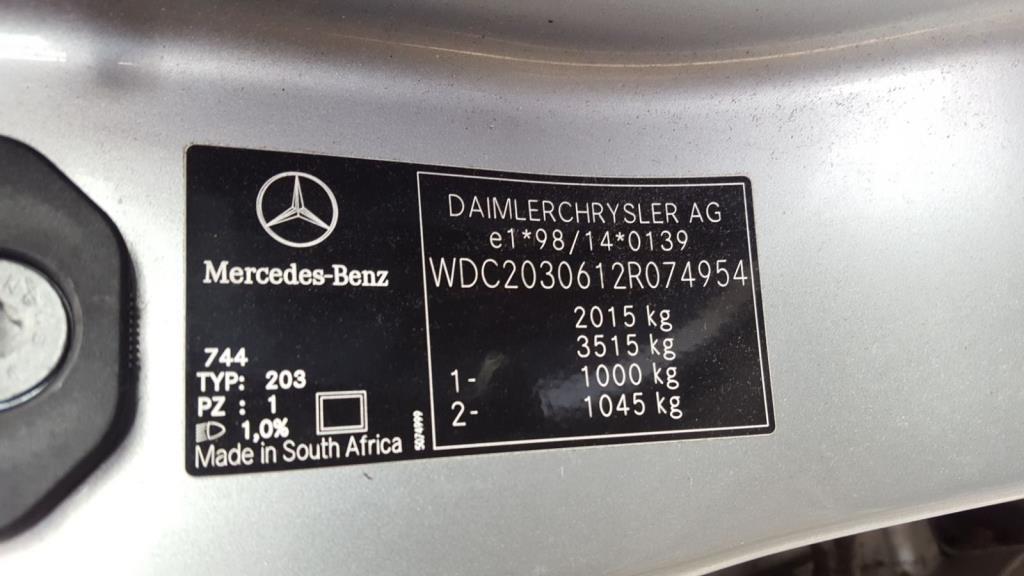 Mercedes-Benz
744
TYP: 203
PZ : 1
1,0%
Made in South Africa
5074999
DAIMLERCHRYSLER AG
e1*98/14*0139
WDC2030612R074954
2015 kg
3515 kg
1- 1000 kg
2- 1045 kg